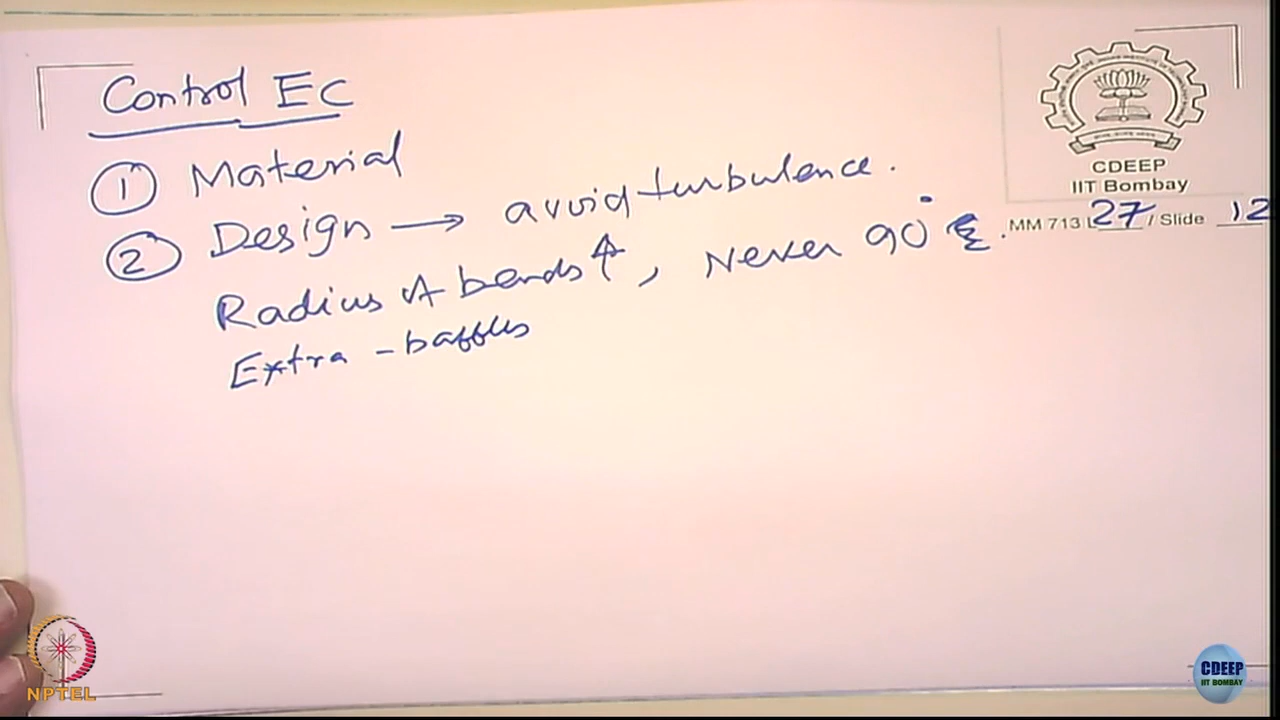 Control EC
① Material
② Design → avoid turbulence.
Radius of bends ↑, Never 90°
Extra - baffles
CDEEP
IIT Bombay
MM 713 L 27 / Slide 12
NPTEL
CDEEP
IIT BOMBAY